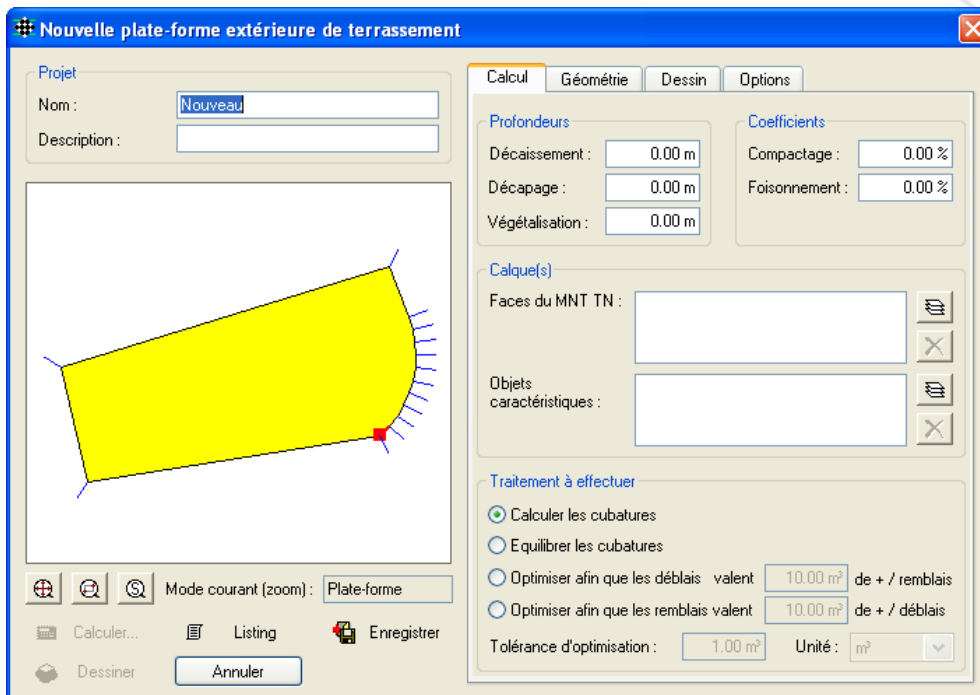 Nouvelle plate-forme extérieure de terrassement
Projet
Nom :
Nouveau
Description :
Calcul
Géométrie
Dessin
Options
Profondeurs
Décaissement :
0.00 m
Décapage :
0.00 m
Végétalisation :
0.00 m
Coefficients
Compactage :
0.00 %
Foisonnement :
0.00 %
Calque(s)
Faces du MNT TN :
Objets
caractéristiques :
Traitement à effectuer
Calculer les cubatures
Equilibrer les cubatures
Optimiser afin que les déblais valent 10.00 m³ de + / remblais
Optimiser afin que les remblais valent 10.00 m³ de + / déblais
Tolérance d'optimisation : 1.00 m³ Unité : m³
S
Mode courant (zoom) : Plate-forme
Calculer...
Listing
Enregistrer
Dessiner
Annuler